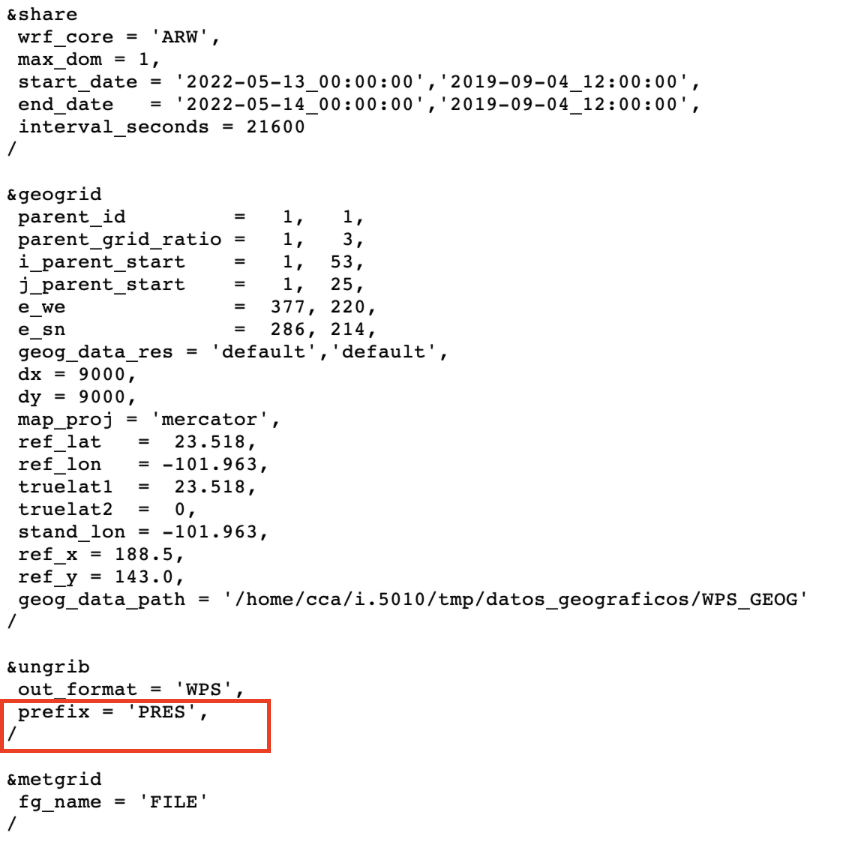 &share
wrf_core = 'ARW',
max_dom = 1,
start_date = '2022-05-13_00:00:00','2019-09-04_12:00:00',
end_date   = '2022-05-14_00:00:00','2019-09-04_12:00:00',
interval_seconds = 21600
/
&geogrid
parent_id         =   1,   1,
parent_grid_ratio =   1,   3,
i_parent_start    =   1,  53,
j_parent_start    =   1,  25,
e_we              =  377, 220,
e_sn              =  286, 214,
geog_data_res = 'default','default',
dx = 9000,
dy = 9000,
map_proj = 'mercator',
ref_lat   =  23.518,
ref_lon   = -101.963,
truelat1  =  23.518,
truelat2  =  0,
stand_lon = -101.963,
ref_x = 188.5,
ref_y = 143.0,
geog_data_path = '/home/cca/i.5010/tmp/datos_geograficos/WPS_GEOG'
/
&ungrib
out_format = 'WPS',
prefix = 'PRES',
/
&metgrid
fg_name = 'FILE'
/